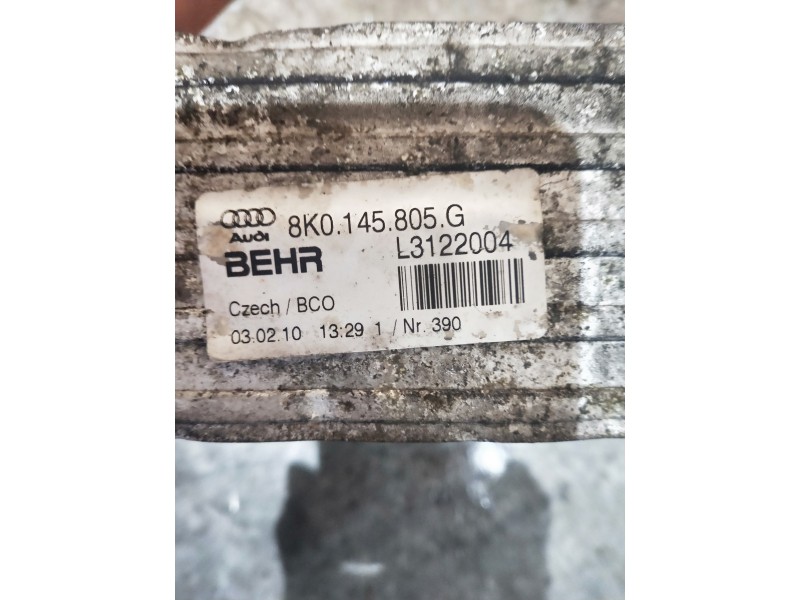 8K0.145.805.G
Audi
BEHR L3122004
Czech / BCO
03.02.10 13:29 1 / Nr. 390